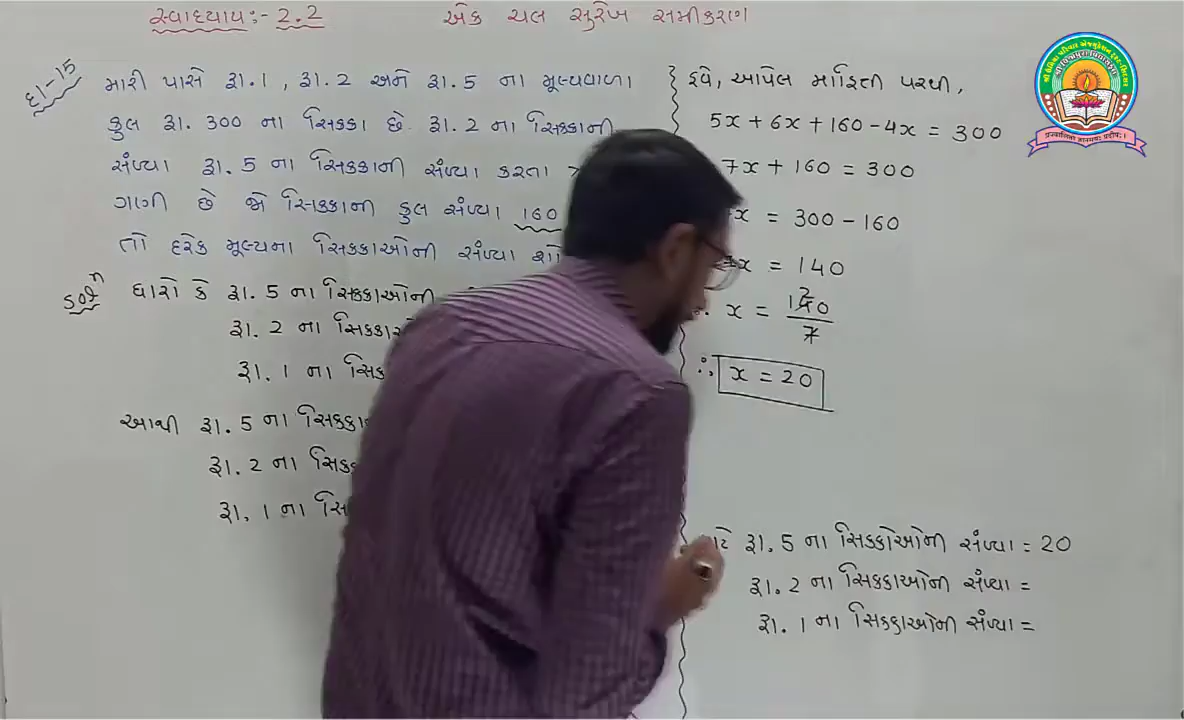 સ્વાધ્યાય:- 2.2
એક ચલ સુરેખ સમીકરણ
દા-15
મારી પાસે રૂા. 1, રૂા. 2 અને રૂા. 5 ના મૂલ્યવાળા
કુલ રૂા. 300 ના સિક્કા છે. રૂા. 2 ના સિક્કાની
સંખ્યા રૂા. 5 ના સિક્કાની સંખ્યા કરતા
ગણી છે જો સિક્કાની કુલ સંખ્યા 160
તો દરેક મૂલ્યના સિક્કાઓની સંખ્યા
Solⁿ ધારો કે રૂા. 5 ના સિક્કાઓની
રૂા. 2 ના
રૂા. 1 ના
આથી રૂા. 5 ના
રૂા. 2 ના
રૂા. 1 ના
હવે, આપેલ માહિતી પરથી,
5x + 6x + 160 - 4x = 300
7x + 160 = 300
x = 300 - 160
x = 140
x = 140/7
∴ x = 20
રૂા. 5 ના સિક્કાઓની સંખ્યા = 20
રૂા. 2 ના સિક્કાઓની સંખ્યા =
રૂા. 1 ના સિક્કાઓની સંખ્યા =